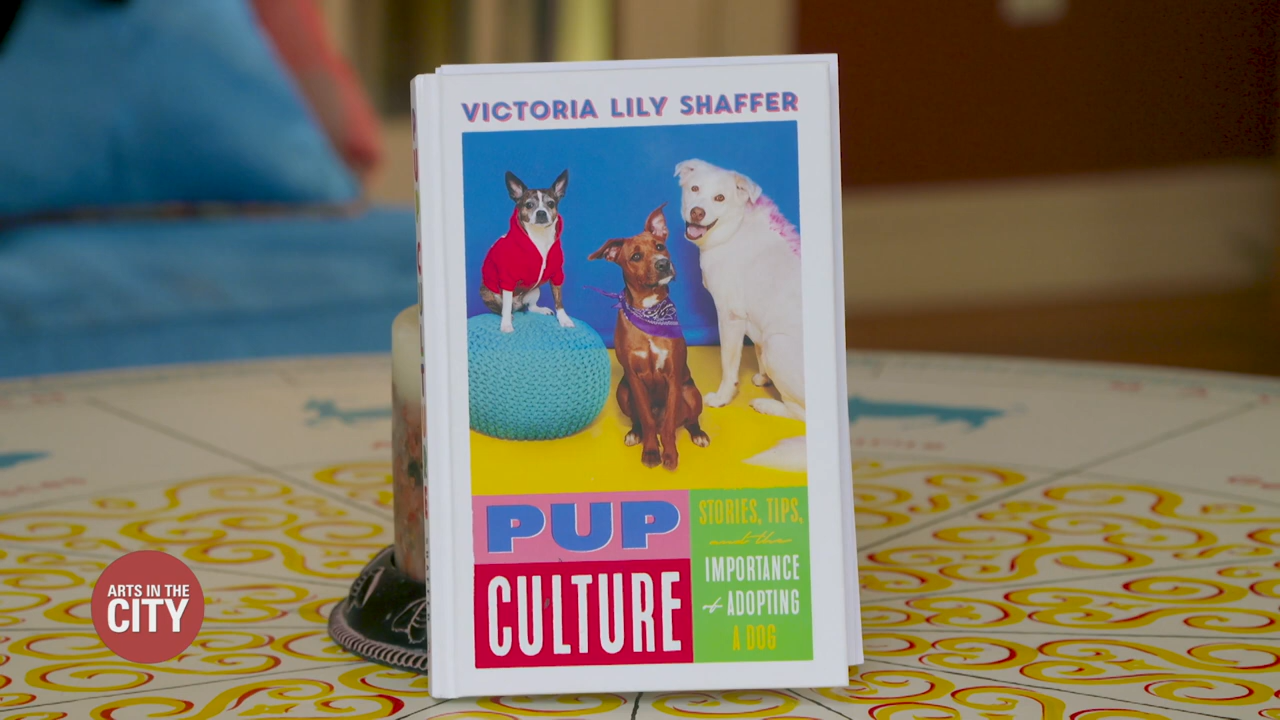 VICTORIA LILY SHAFFER
PUP
CULTURE
STORIES, TIPS,
and the
IMPORTANCE
of ADOPTING
A DOG
ARTS IN THE
CITY